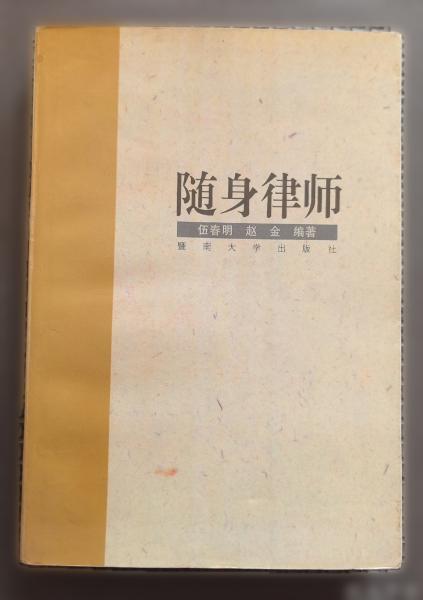 随身律师
伍春明 赵金 编著
暨南大学出版社